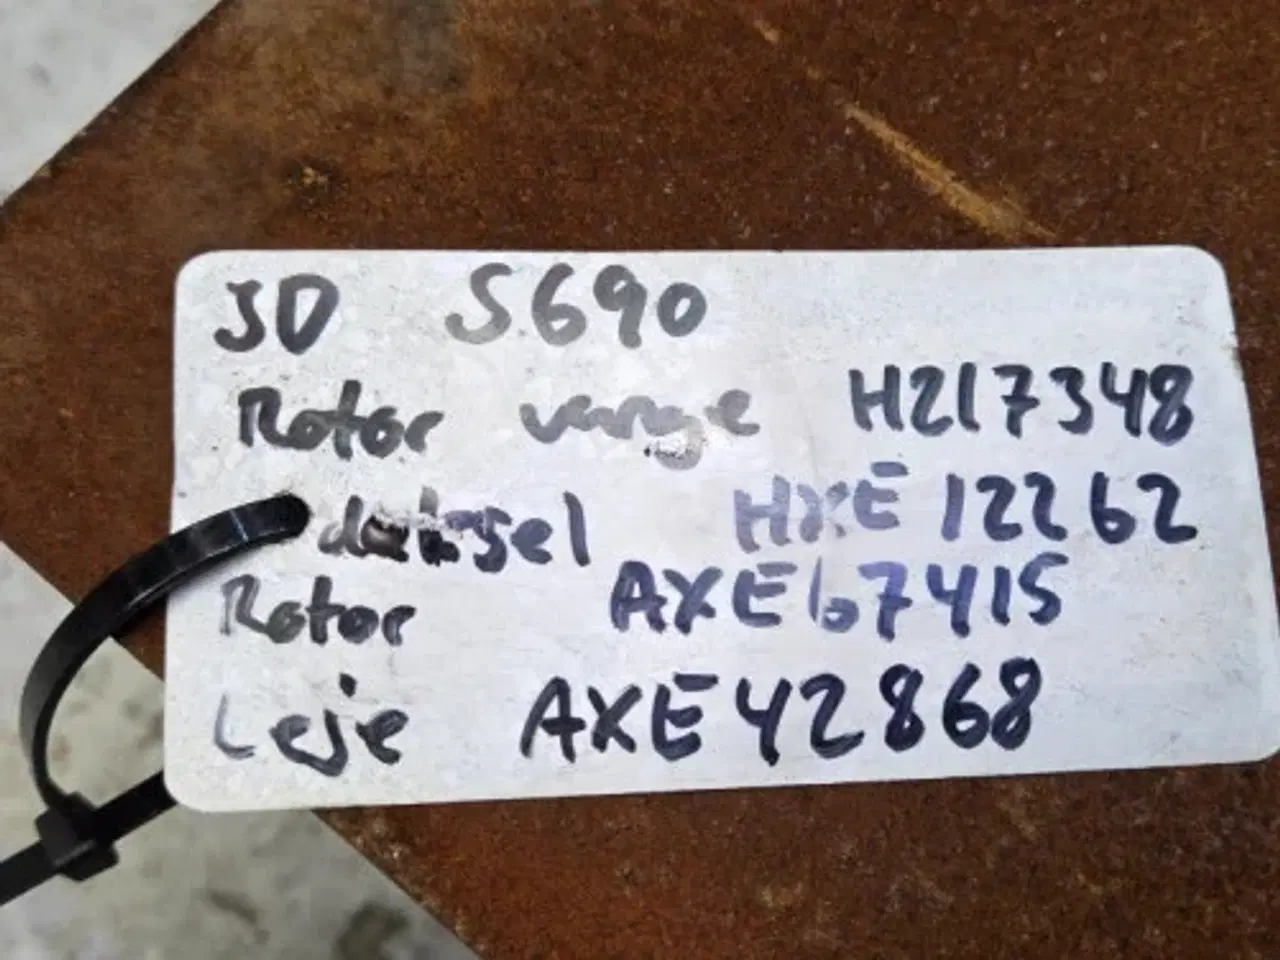 JD S690
Rotor vange H217348
dæksel HXE 12262
Rotor AXE67415
Leje AXE42868